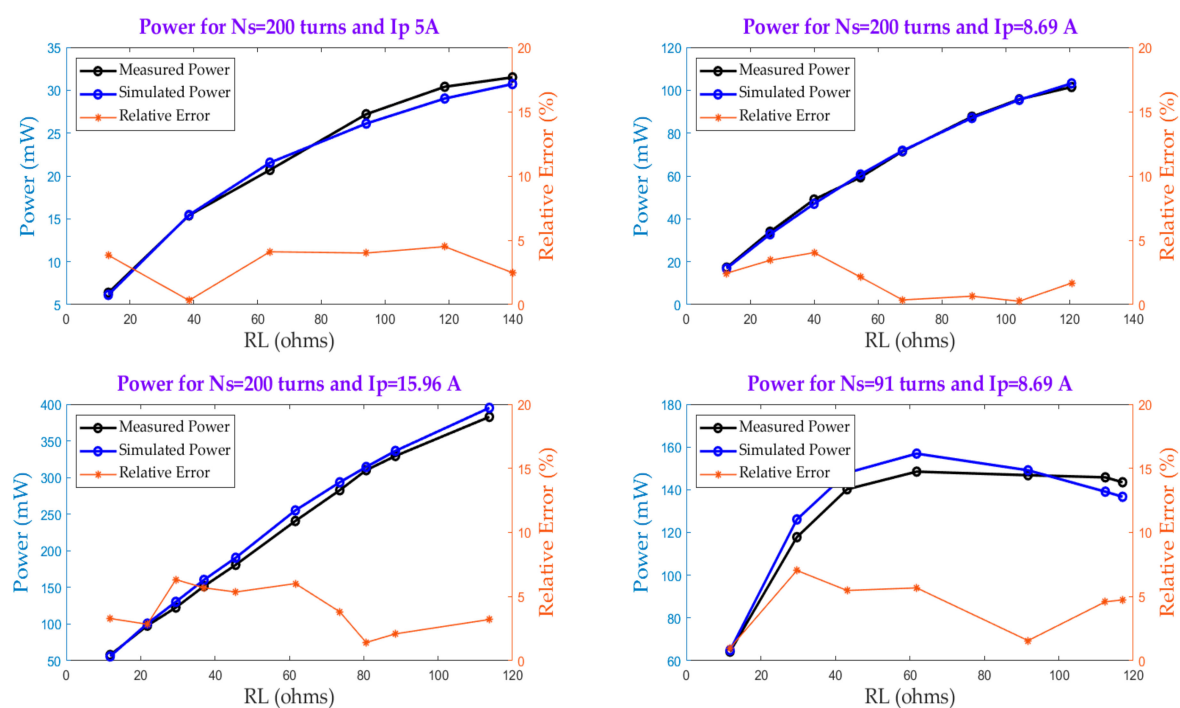 Power for Ns=200 turns and Ip 5A
35
30
25
20
15
10
5
Power (mW)
Measured Power
Simulated Power
Relative Error
20
15
10
5
0
Relative Error (%)
0 20 40 60 80 100 120 140
RL (ohms)
Power for Ns=200 turns and Ip=8.69 A
120
100
80
60
40
20
0
Power (mW)
Measured Power
Simulated Power
Relative Error
20
15
10
5
0
Relative Error (%)
0 20 40 60 80 100 120 140
RL (ohms)
Power for Ns=200 turns and Ip=15.96 A
400
350
300
250
200
150
100
50
Power (mW)
Measured Power
Simulated Power
Relative Error
20
15
10
5
0
Relative Error (%)
0 20 40 60 80 100 120
RL (ohms)
Power for Ns=91 turns and Ip=8.69 A
180
160
140
120
100
80
60
Power (mW)
Measured Power
Simulated Power
Relative Error
20
15
10
5
0
Relative Error (%)
0 20 40 60 80 100 120
RL (ohms)